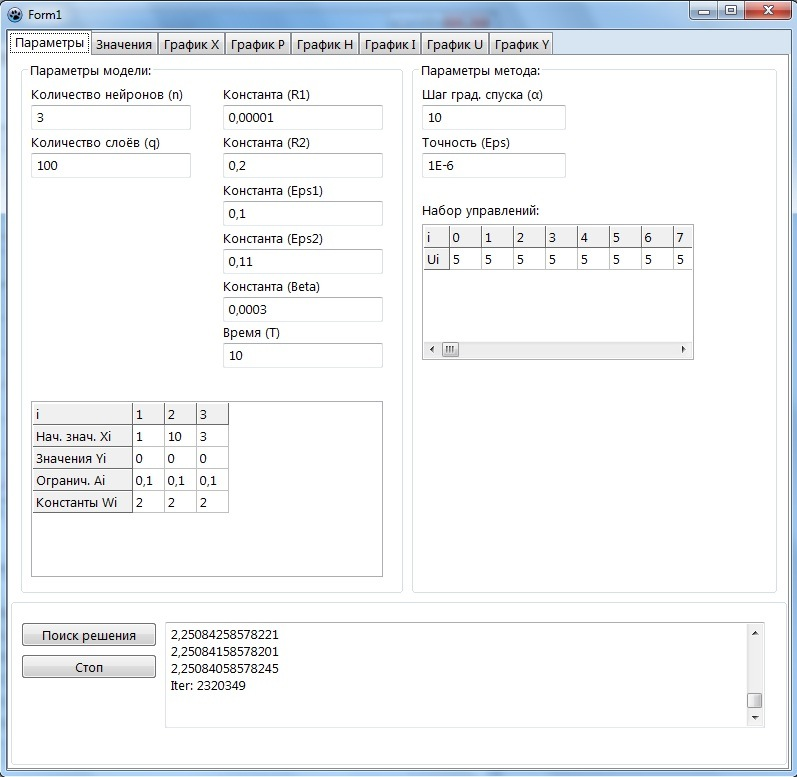 Form1
Параметры Значения График X График P График H График I График U График Y
Параметры модели:
Количество нейронов (n)
3
Количество слоёв (q)
100
Константа (R1)
0,00001
Константа (R2)
0,2
Константа (Eps1)
0,1
Константа (Eps2)
0,11
Константа (Beta)
0,0003
Время (T)
10
i 1 2 3
Нач. знач. Xi 1 10 3
Значения Yi 0 0 0
Огранич. Ai 0,1 0,1 0,1
Константы Wi 2 2 2
Параметры метода:
Шаг град. спуска (α)
10
Точность (Eps)
1E-6
Набор управлений:
i 0 1 2 3 4 5 6 7
Ui 5 5 5 5 5 5 5 5
Поиск решения
Стоп
2,25084258578221
2,25084158578201
2,25084058578245
Iter: 2320349